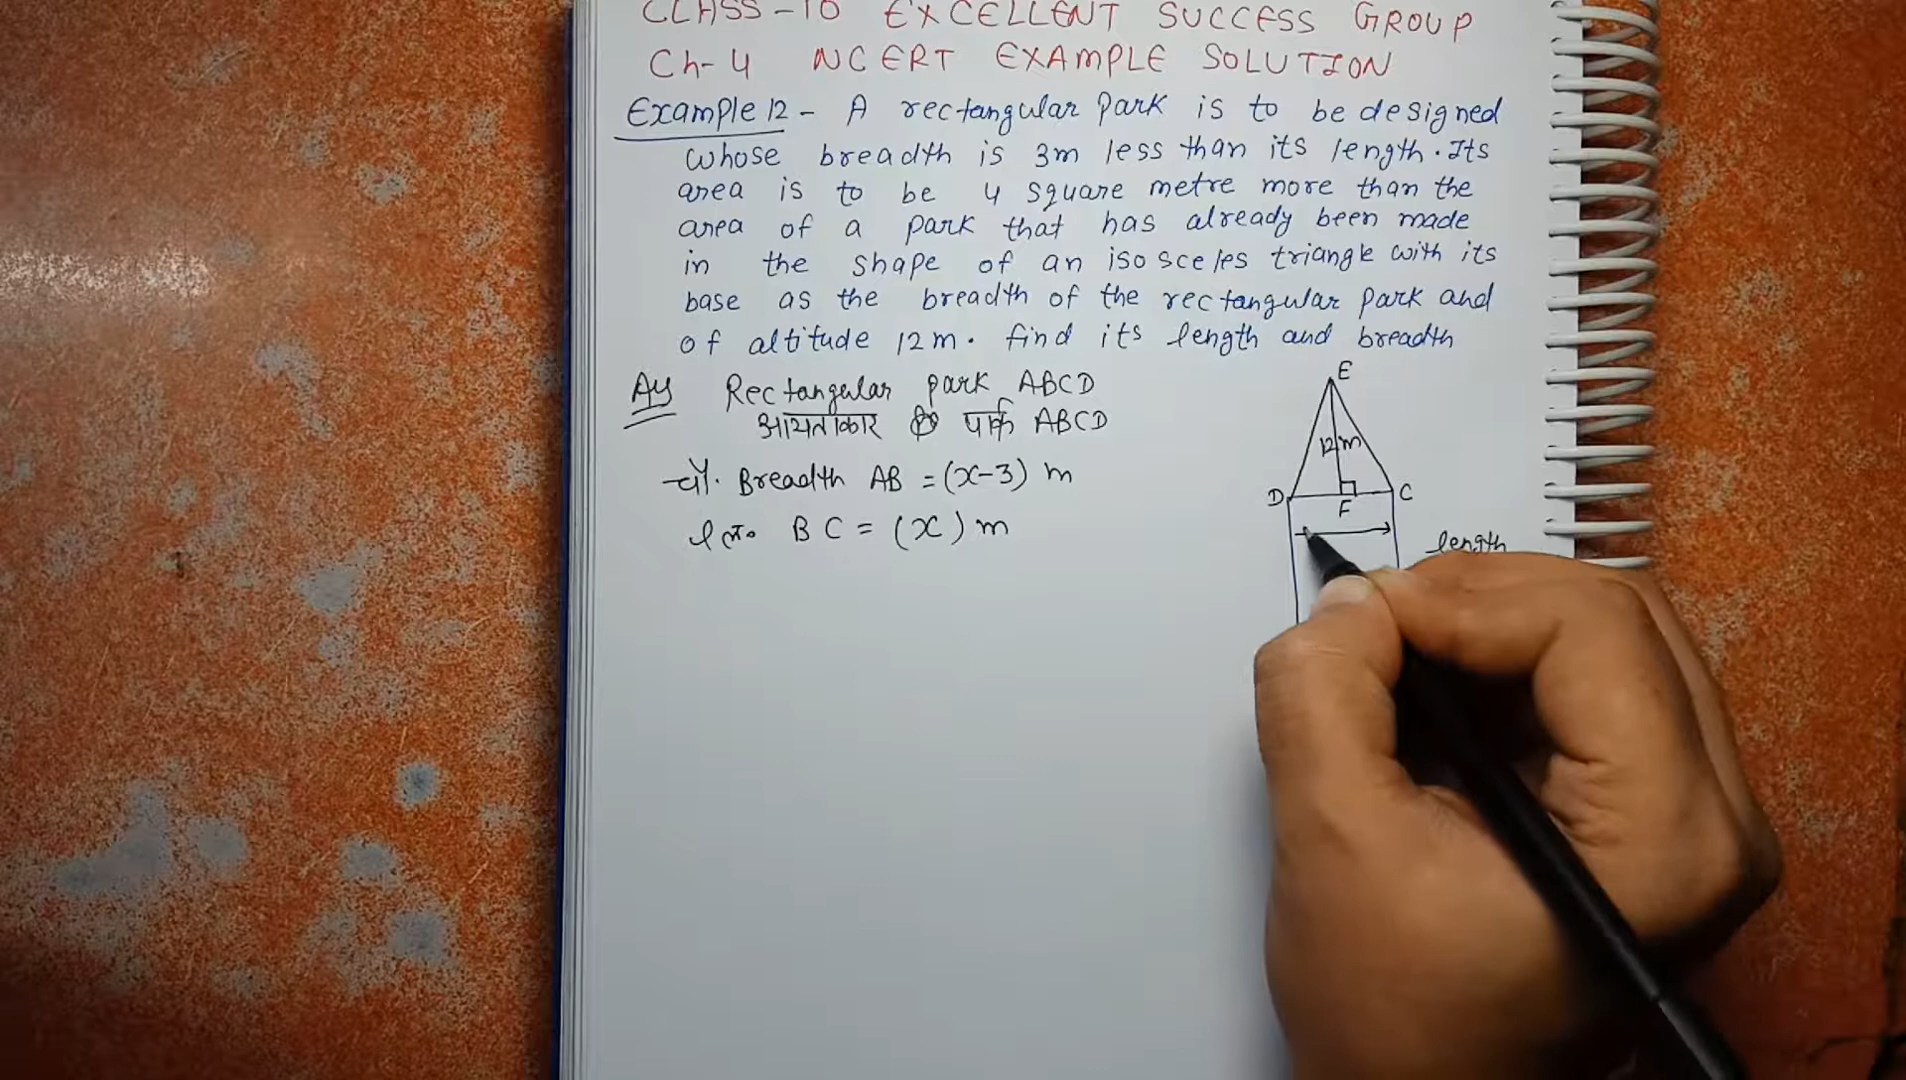 CLASS-10 EXCELLENT SUCCESS GROUP
Ch-4 NCERT EXAMPLE SOLUTION
Example 12 - A rectangular park is to be designed
whose breadth is 3m less than its length. Its
area is to be 4 square metre more than the
area of a park that has already been made
in the shape of an isosceles triangle with its
base as the breadth of the rectangular park and
of altitude 12m. find its length and breadth
Rectangular park ABCD
आयताकार पार्क ABCD
चौ. Breadth AB = (x-3) m
ल० BC = (x) m
E
12 m
D C
F
length